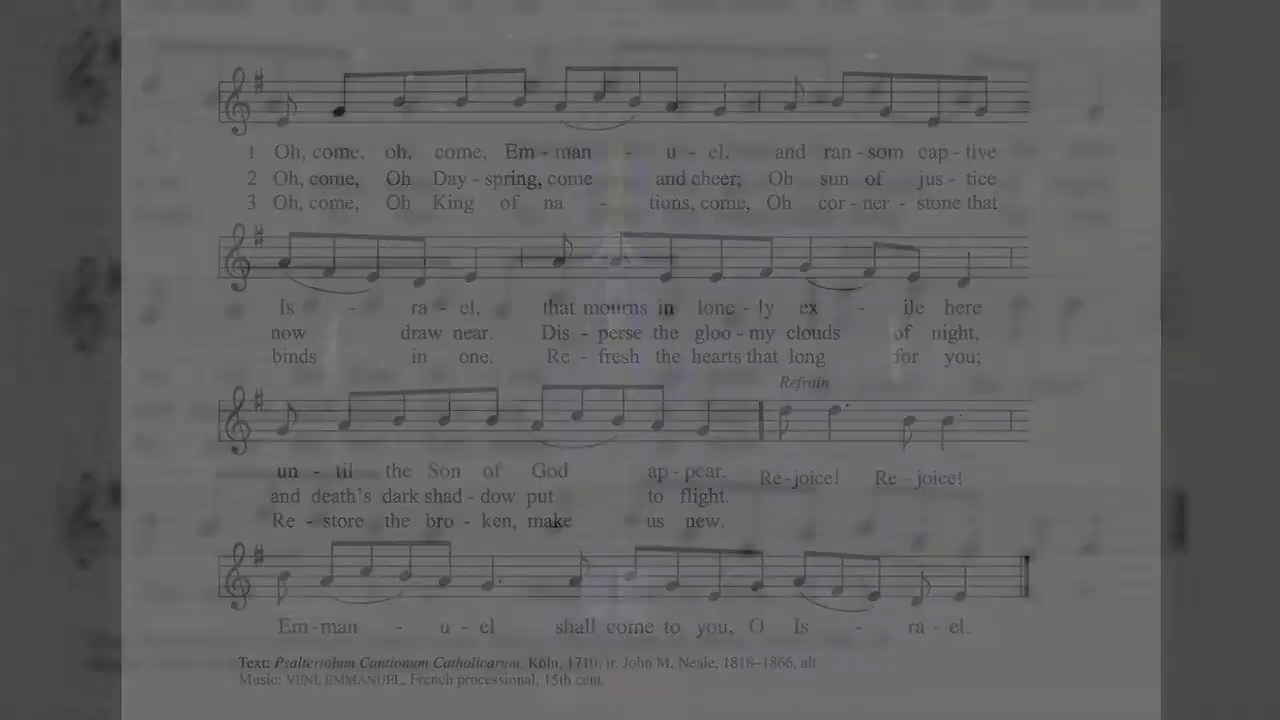 1 Oh, come, oh, come, Em - man - u - el, and ran - som cap - tive
2 Oh, come, Oh Day - spring, come and cheer; Oh sun of jus - tice
3 Oh, come, Oh King of na - tions, come, Oh cor - ner - stone that
Is - ra - el, that mourns in lone - ly ex - ile here
now draw near. Dis - perse the gloo - my clouds of night,
binds in one. Re - fresh the hearts that long for you;
Refrain
un - til the Son of God ap - pear. Re - joice! Re - joice!
and death's dark shad - dow put to flight.
Re - store the bro - ken, make us new.
Em - man - u - el shall come to you, O Is - ra - el.
Text: Psalteriolum Cantionum Catholicarum, Köln, 1710; tr. John M. Neale, 1818–1866, alt
Music: VENI, EMMANUEL, French processional, 15th cent.